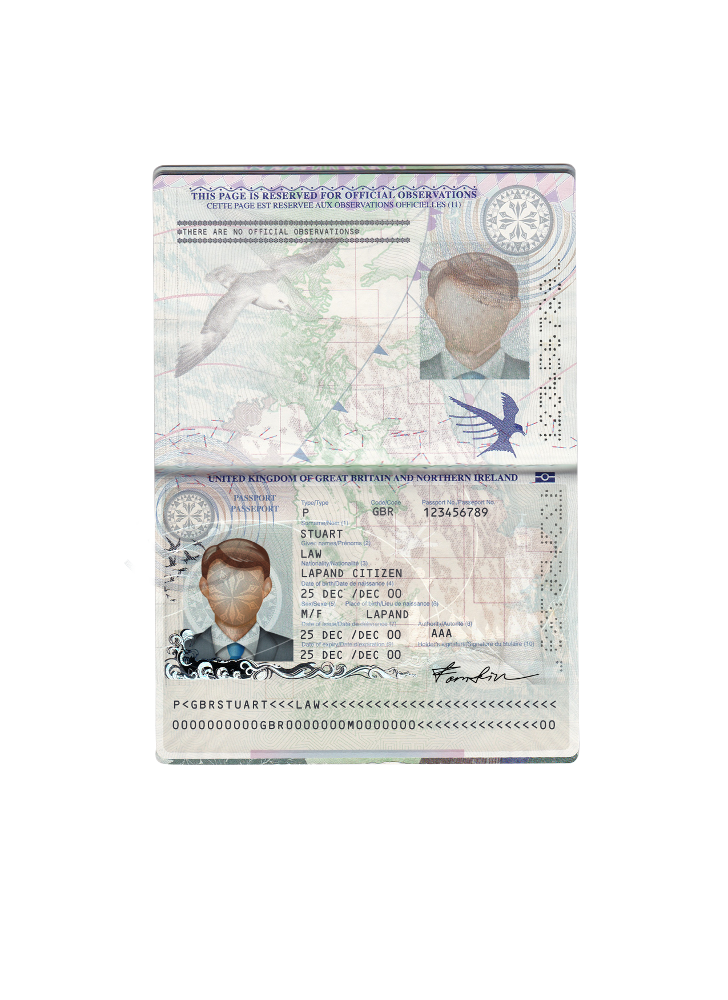 THIS PAGE IS RESERVED FOR OFFICIAL OBSERVATIONS
CETTE PAGE EST RESERVEE AUX OBSERVATIONS OFFICIELLES (11)
*THERE ARE NO OFFICIAL OBSERVATIONS*
UNITED KINGDOM OF GREAT BRITAIN AND NORTHERN IRELAND
PASSPORT
PASSEPORT
Type/Type Code/Code Passport No./Passeport No.
P GBR 123456789
Surname/Nom (1)
STUART
Given names/Prénoms (2)
LAW
Nationality/Nationalité (3)
LAPAND CITIZEN
Date of birth/Date de naissance (4)
25 DEC /DEC 00
Sex/Sexe (5) Place of birth/Lieu de naissance (6)
M/F LAPAND
Date of issue/Date de délivrance (7) Authority/Autorité (8)
25 DEC /DEC 00 AAA
Date of expiry/Date d'expiration (9) Holder's signature/Signature du titulaire (10)
25 DEC /DEC 00
P<GBRSTUART<<<LAW<<<<<<<<<<<<<<<<<<<<<<<<<<<
0000000000GBR0000000M0000000<<<<<<<<<<<<<<00